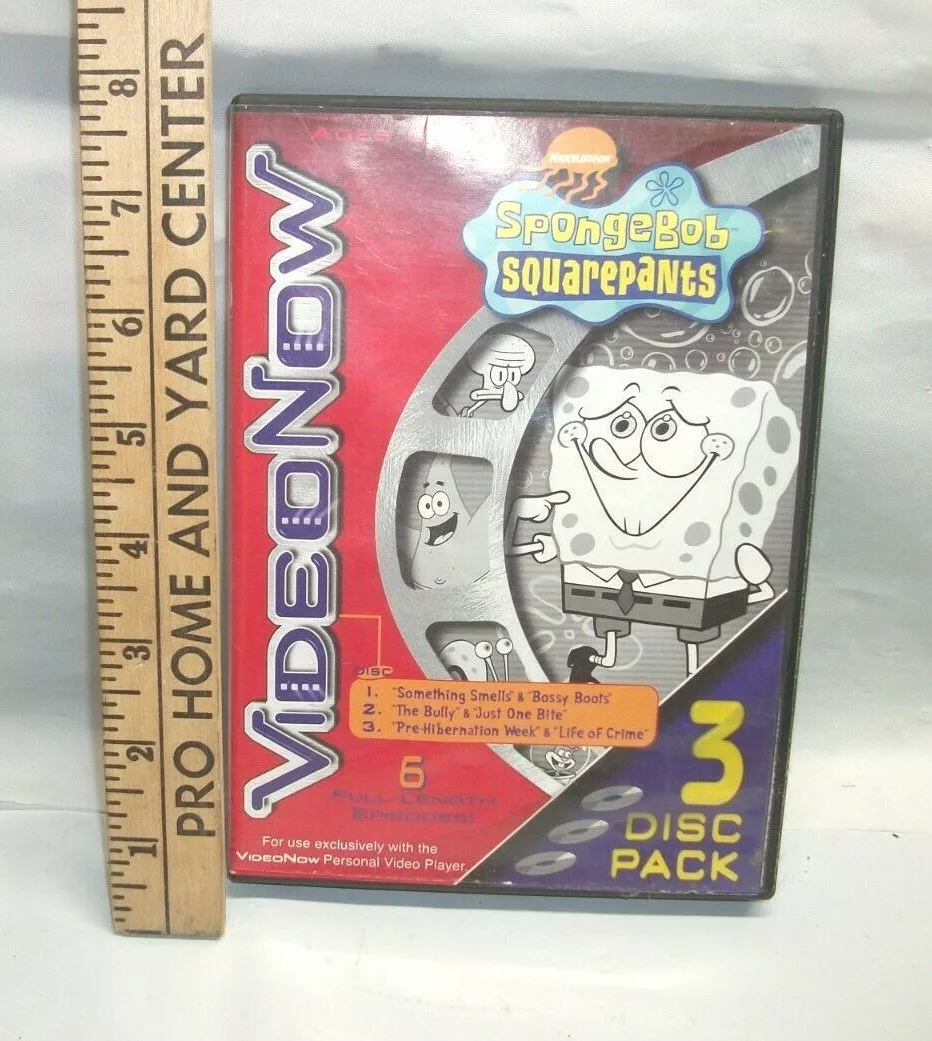 8
7
6
5
4
3
2
1
PRO HOME AND YARD CENTER
VIDEONOW
NICKELODEON
SpongeBob™
SQUAREPANTS
DISC
1. "Something Smells" & "Bossy Boots"
2. "The Bully" & "Just One Bite"
3. "Pre-Hibernation Week" & "Life of Crime"
6
FULL-LENGTH
EPISODES!
For use exclusively with the
VIDEONOW Personal Video Player.
3
DISC
PACK